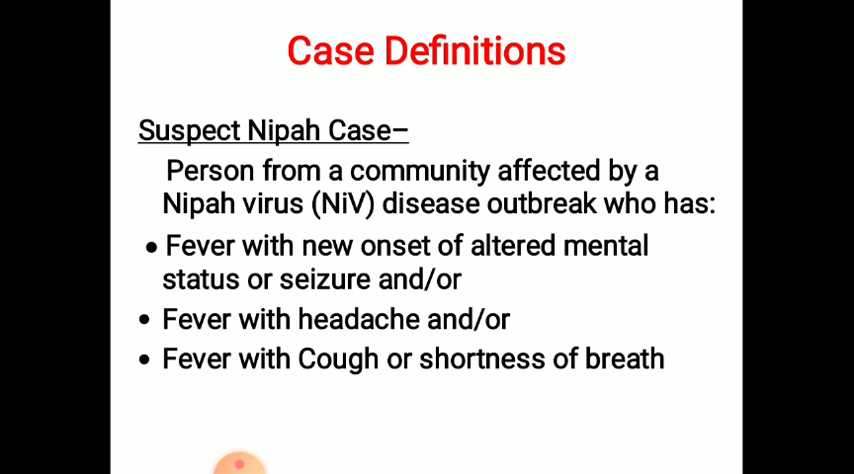 Case Definitions
Suspect Nipah Case–
Person from a community affected by a
Nipah virus (NiV) disease outbreak who has:
• Fever with new onset of altered mental
status or seizure and/or
• Fever with headache and/or
• Fever with Cough or shortness of breath